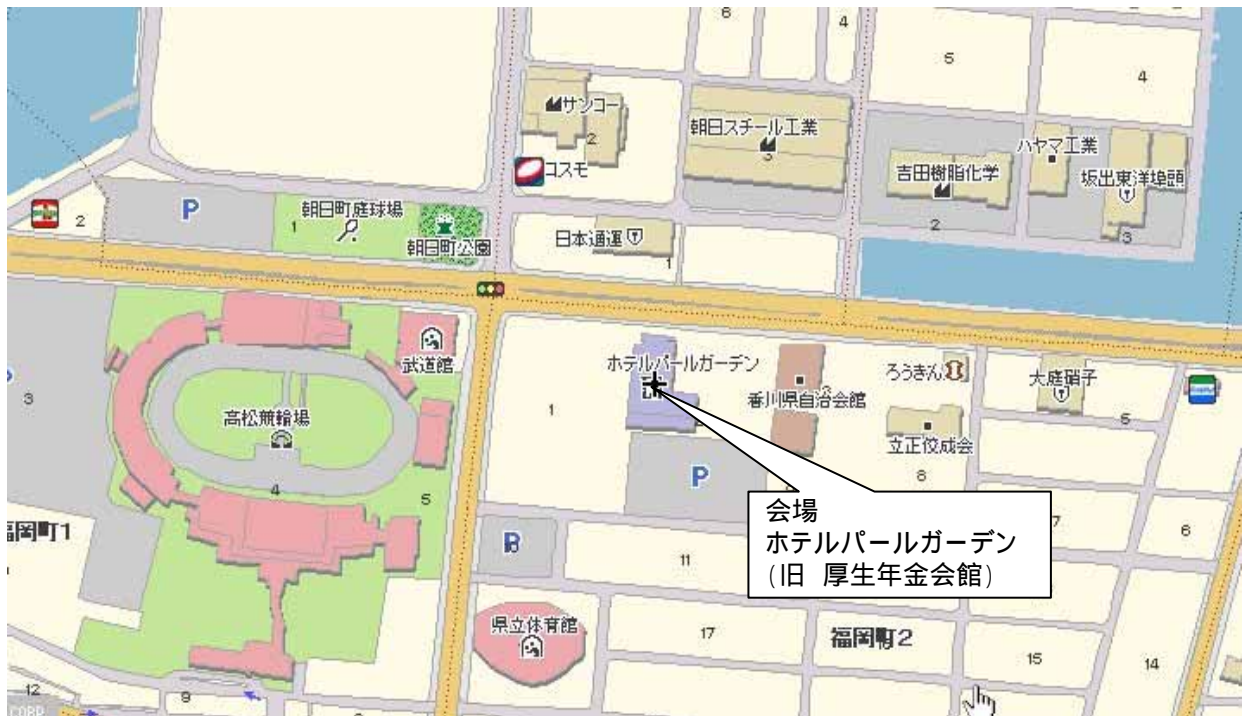 6
4
5
4
サンコー
2
朝日スチール工業
3
コスモ
ハヤマ工業
吉田樹脂化学
坂出東洋埠頭
2
P
1
朝日町庭球場
朝日町公園
日本通運
1
2
3
武道館
ホテルパールガーデン
ろうきん
大庭硝子
3
1
香川県自治会館
5
高松競輪場
立正佼成会
4
5
P
8
会場
ホテルパールガーデン
(旧 厚生年金会館)
7
6
福岡町1
P
11
県立体育館
17
福岡町2
15
14
12
9